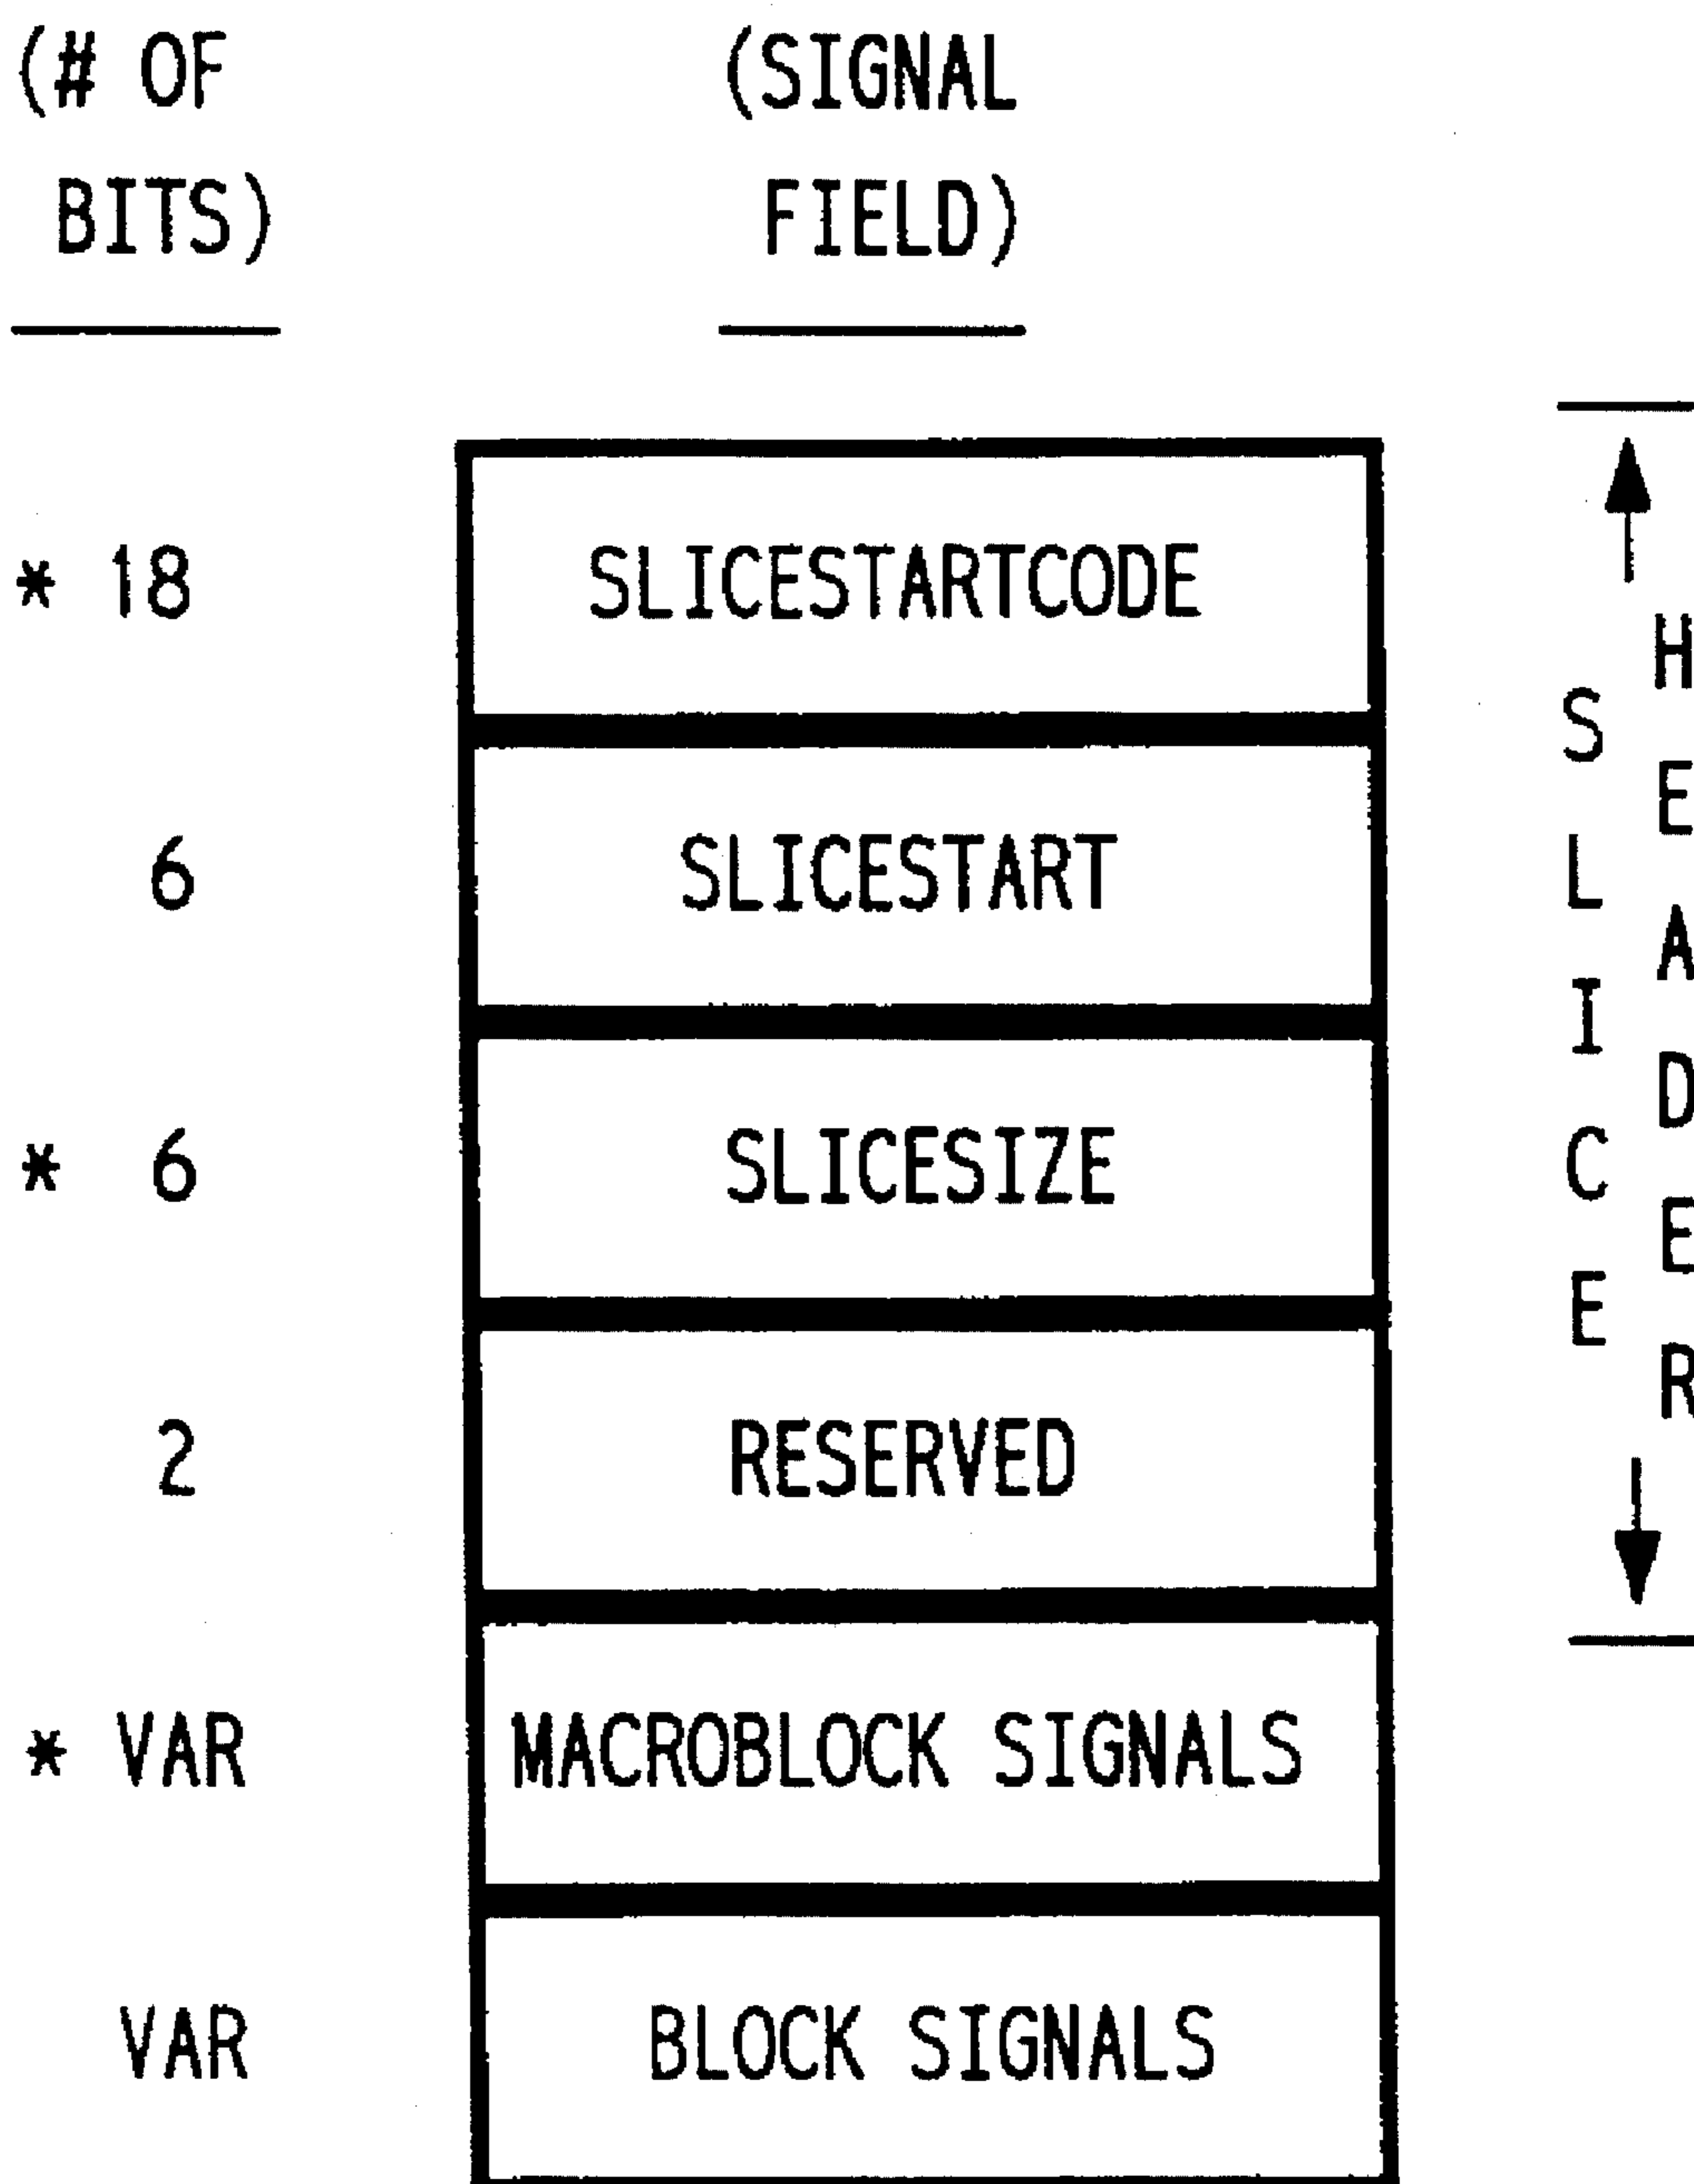 (# OF
BITS)
(SIGNAL
FIELD)
* 18 SLICESTARTCODE
6 SLICESTART
* 6 SLICESIZE
2 RESERVED
* VAR MACROBLOCK SIGNALS
VAR BLOCK SIGNALS
SLICE
HEADER